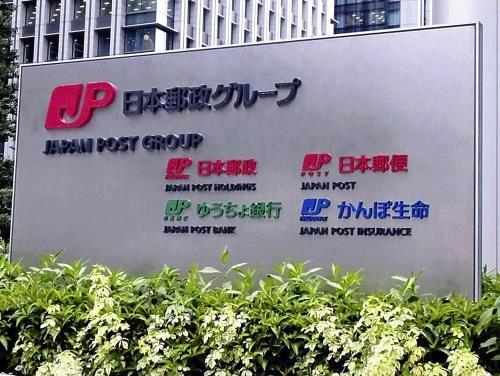 JP 日本郵政グループ
JAPAN POST GROUP
JP 日本郵政
JAPAN POST HOLDINGS
JP 日本郵便
POST
JAPAN POST
JP ゆうちょ銀行
BANK
JAPAN POST BANK
JP かんぽ生命
INSURANCE
JAPAN POST INSURANCE